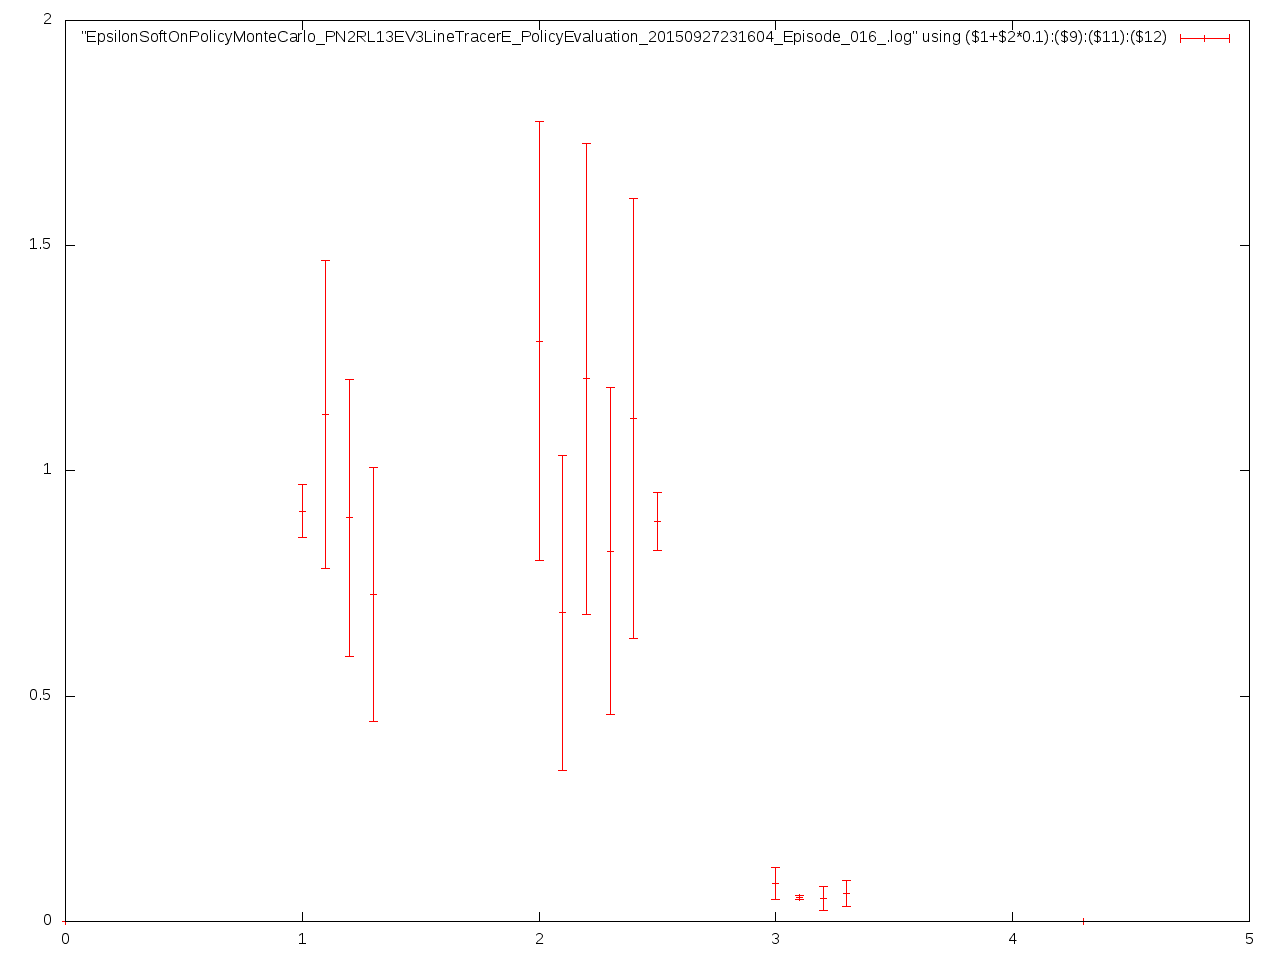 2
"EpsilonSoftOnPolicyMonteCarlo_PN2RL13EV3LineTracerE_PolicyEvaluation_20150927231604_Episode_016_.log" using ($1+$2*0.1):($9):($11):($12)
1.5
1
0.5
0
0 1 2 3 4 5